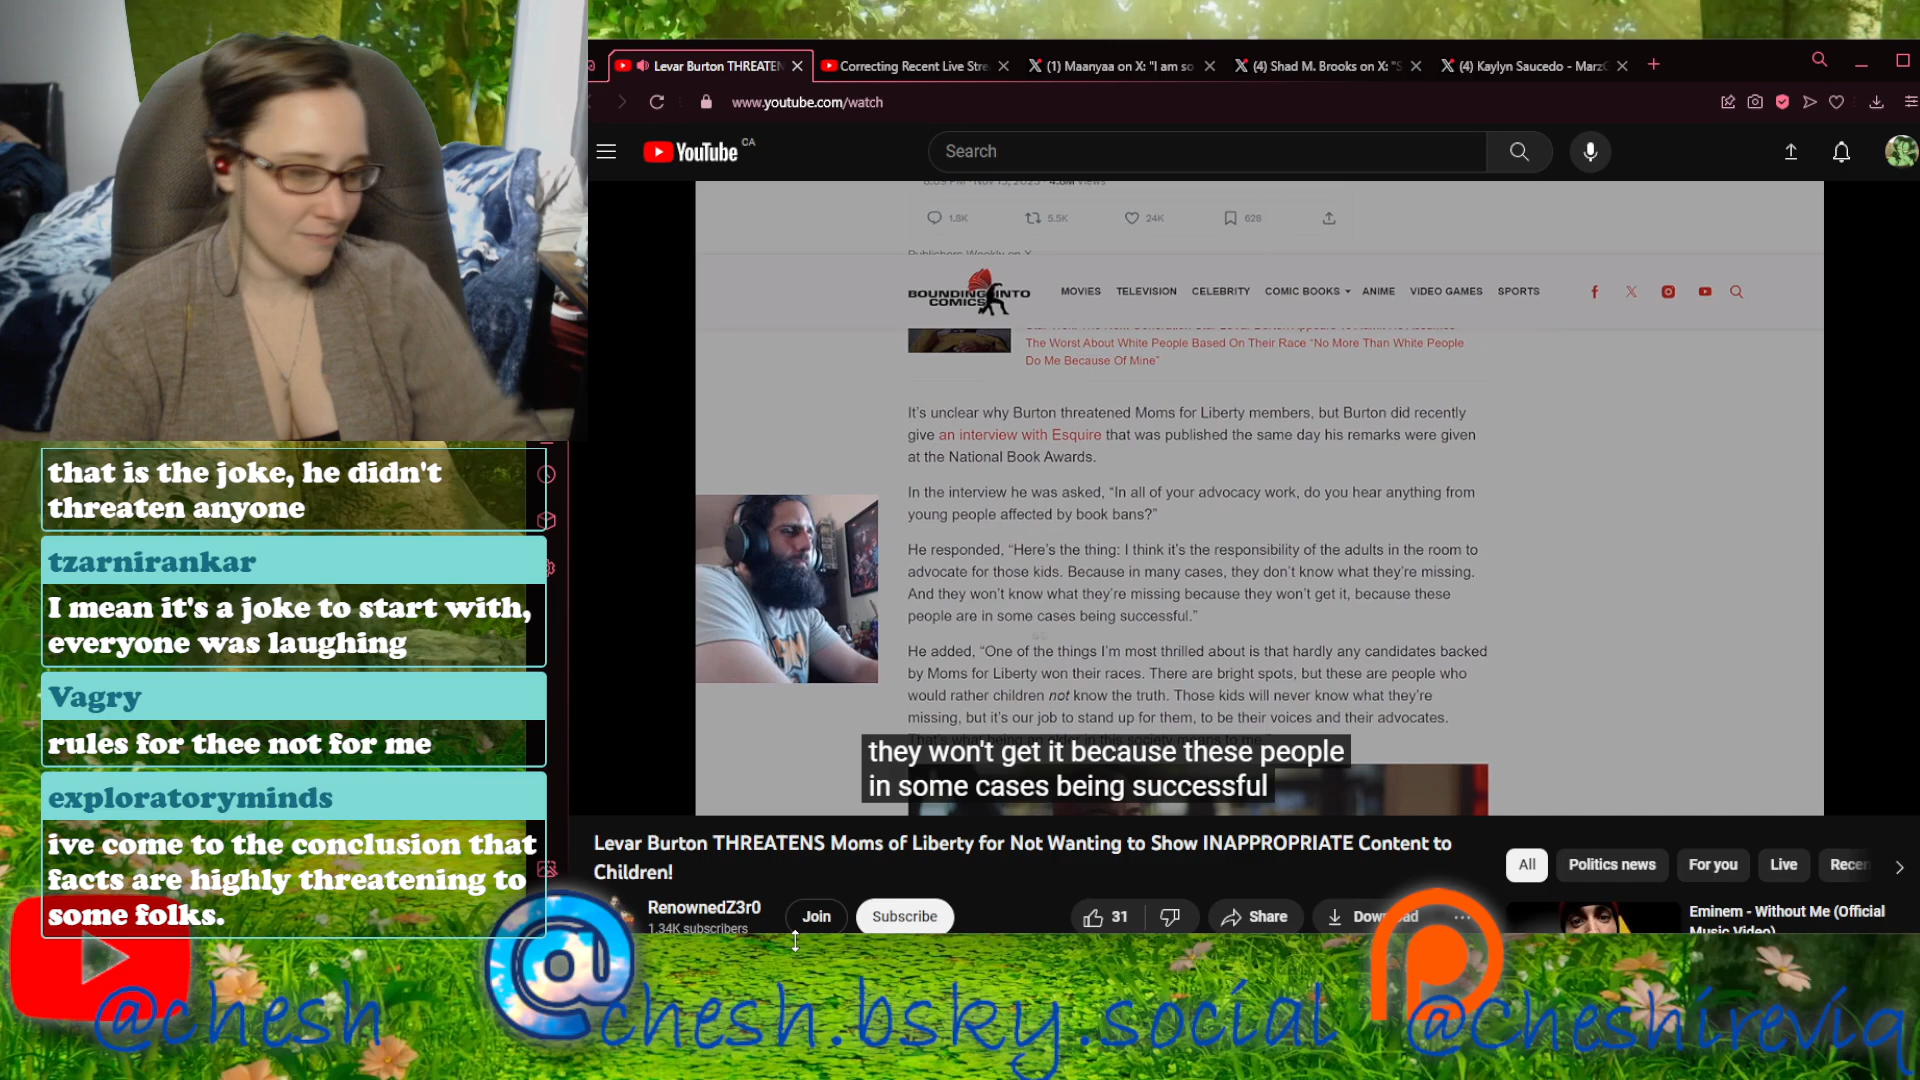 Levar Burton THREATEN
Correcting Recent Live Stre
(1) Maanyaa on X: "I am so
(4) Shad M. Brooks on X: "S
(4) Kaylyn Saucedo - Marz
www.youtube.com/watch
YouTube CA
Search
1.8K 5.5K 24K 628
Publishers Weekly on X
BOUNDING INTO COMICS
MOVIES TELEVISION CELEBRITY COMIC BOOKS ANIME VIDEO GAMES SPORTS
The Worst About White People Based On Their Race "No More Than White People
Do Me Because Of Mine"
It's unclear why Burton threatened Moms for Liberty members, but Burton did recently
give an interview with Esquire that was published the same day his remarks were given
at the National Book Awards.
In the interview he was asked, "In all of your advocacy work, do you hear anything from
young people affected by book bans?"
He responded, "Here's the thing: I think it's the responsibility of the adults in the room to
advocate for those kids. Because in many cases, they don't know what they're missing.
And they won't know what they're missing because they won't get it, because these
people are in some cases being successful."
He added, "One of the things I'm most thrilled about is that hardly any candidates backed
by Moms for Liberty won their races. There are bright spots, but these are people who
would rather children not know the truth. Those kids will never know what they're
missing, but it's our job to stand up for them, to be their voices and their advocates.
they won't get it because these people
in some cases being successful
Levar Burton THREATENS Moms of Liberty for Not Wanting to Show INAPPROPRIATE Content to
Children!
All Politics news For you Live Recen
RenownedZ3r0
1.34K subscribers
Join Subscribe 31 Share Download
Eminem - Without Me (Official
Music Video)
that is the joke, he didn't
threaten anyone
tzarnirankar
I mean it's a joke to start with,
everyone was laughing
Vagry
rules for thee not for me
exploratoryminds
ive come to the conclusion that
facts are highly threatening to
some folks.
@chesh
@chesh.bsky.social
@cheshireviq